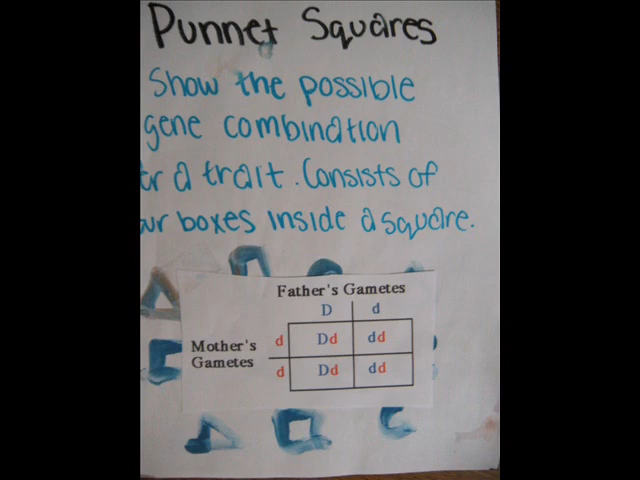 Punnet Squares
Show the possible
gene combination
or a trait. Consists of
ur boxes inside a square.
Father's Gametes
D d
Mother's
Gametes
d Dd dd
d Dd dd